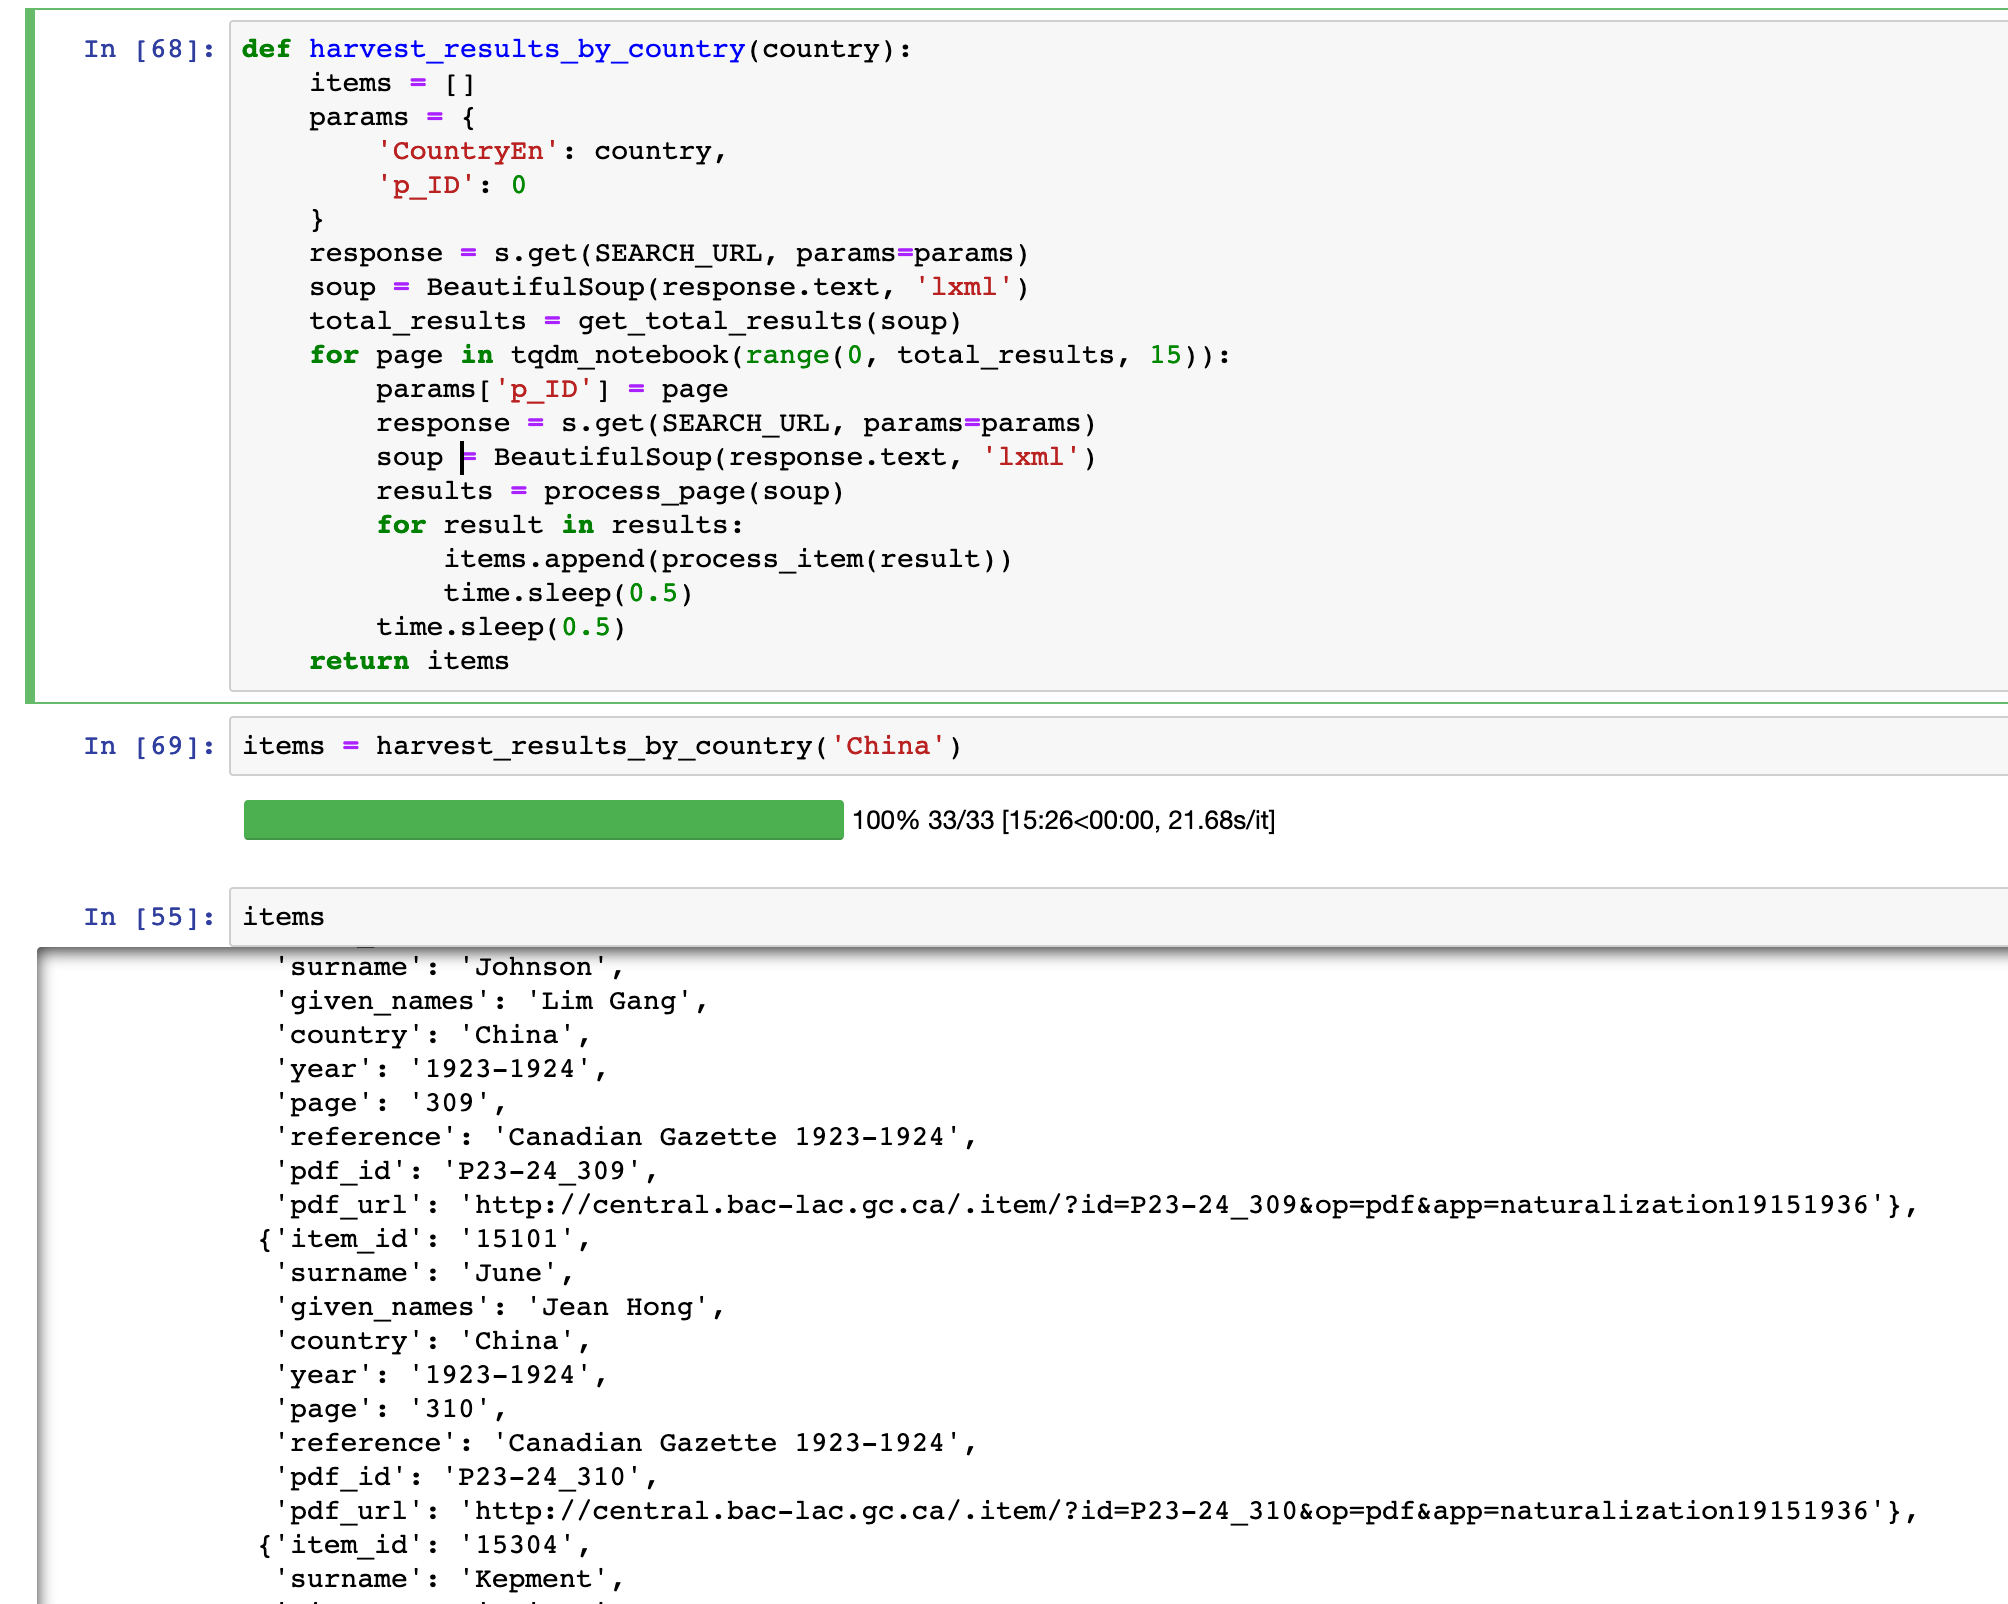 In [68]: def harvest_results_by_country(country):
    items = []
    params = {
        'CountryEn': country,
        'p_ID': 0
    }
    response = s.get(SEARCH_URL, params=params)
    soup = BeautifulSoup(response.text, 'lxml')
    total_results = get_total_results(soup)
    for page in tqdm_notebook(range(0, total_results, 15)):
        params['p_ID'] = page
        response = s.get(SEARCH_URL, params=params)
        soup = BeautifulSoup(response.text, 'lxml')
        results = process_page(soup)
        for result in results:
            items.append(process_item(result))
            time.sleep(0.5)
        time.sleep(0.5)
    return items
In [69]: items = harvest_results_by_country('China')
100% 33/33 [15:26<00:00, 21.68s/it]
In [55]: items
'surname': 'Johnson',
'given_names': 'Lim Gang',
'country': 'China',
'year': '1923-1924',
'page': '309',
'reference': 'Canadian Gazette 1923-1924',
'pdf_id': 'P23-24_309',
'pdf_url': 'http://central.bac-lac.gc.ca/.item/?id=P23-24_309&op=pdf&app=naturalization19151936'},
{'item_id': '15101',
'surname': 'June',
'given_names': 'Jean Hong',
'country': 'China',
'year': '1923-1924',
'page': '310',
'reference': 'Canadian Gazette 1923-1924',
'pdf_id': 'P23-24_310',
'pdf_url': 'http://central.bac-lac.gc.ca/.item/?id=P23-24_310&op=pdf&app=naturalization19151936'},
{'item_id': '15304',
'surname': 'Kepment',